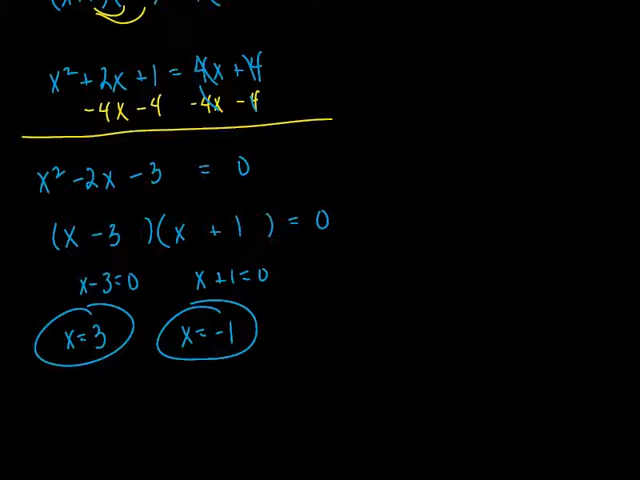 x² + 2x + 1 = 4x + 4
-4x - 4 -4x - 4
x² - 2x - 3 = 0
(x - 3 )(x + 1 ) = 0
x - 3 = 0 x + 1 = 0
x = 3 x = -1